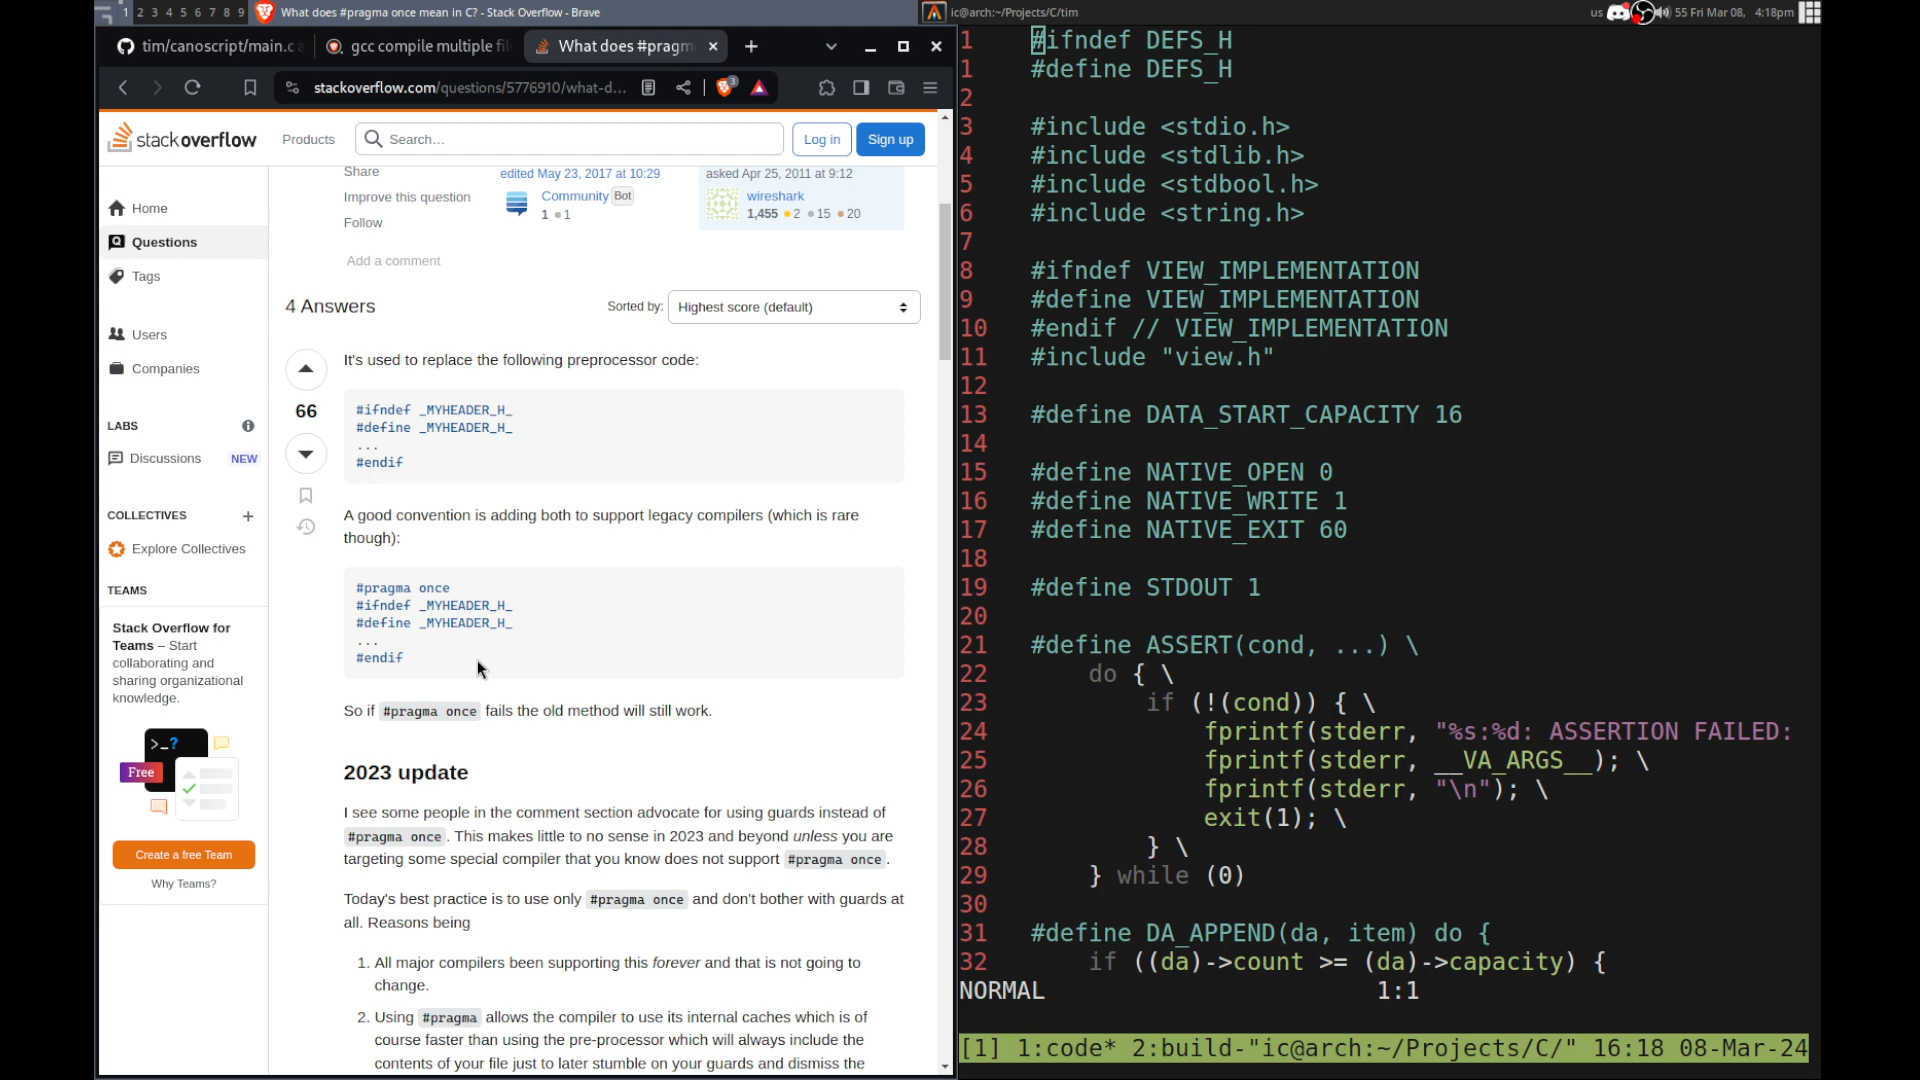 1 2 3 4 5 6 7 8 9 What does #pragma once mean in C? - Stack Overflow - Brave
ic@arch:~/Projects/C/tim
us 55 Fri Mar 08, 4:18pm
tim/canoscript/main.c a
gcc compile multiple fil
What does #pragm
stackoverflow.com/questions/5776910/what-d...
3
stackoverflow
Products
Search...
Log in
Sign up
Home
Questions
Tags
Users
Companies
LABS
Discussions NEW
COLLECTIVES
Explore Collectives
TEAMS
Stack Overflow for
Teams – Start
collaborating and
sharing organizational
knowledge.
>_?
Free
Create a free Team
Why Teams?
Share
Improve this question
Follow
edited May 23, 2017 at 10:29
Community Bot
1 1
asked Apr 25, 2011 at 9:12
wireshark
1,455 2 15 20
Add a comment
4 Answers
Sorted by: Highest score (default)
66
It's used to replace the following preprocessor code:
#ifndef _MYHEADER_H_
#define _MYHEADER_H_
...
#endif
A good convention is adding both to support legacy compilers (which is rare
though):
#pragma once
#ifndef _MYHEADER_H_
#define _MYHEADER_H_
...
#endif
So if #pragma once fails the old method will still work.
2023 update
I see some people in the comment section advocate for using guards instead of
#pragma once . This makes little to no sense in 2023 and beyond unless you are
targeting some special compiler that you know does not support #pragma once .
Today's best practice is to use only #pragma once and don't bother with guards at
all. Reasons being
1. All major compilers been supporting this forever and that is not going to
change.
2. Using #pragma allows the compiler to use its internal caches which is of
course faster than using the pre-processor which will always include the
contents of your file just to later stumble on your guards and dismiss the
1 #ifndef DEFS_H
1 #define DEFS_H
2
3 #include <stdio.h>
4 #include <stdlib.h>
5 #include <stdbool.h>
6 #include <string.h>
7
8 #ifndef VIEW_IMPLEMENTATION
9 #define VIEW_IMPLEMENTATION
10 #endif // VIEW_IMPLEMENTATION
11 #include "view.h"
12
13 #define DATA_START_CAPACITY 16
14
15 #define NATIVE_OPEN 0
16 #define NATIVE_WRITE 1
17 #define NATIVE_EXIT 60
18
19 #define STDOUT 1
20
21 #define ASSERT(cond, ...) \
22 do { \
23 if (!(cond)) { \
24 fprintf(stderr, "%s:%d: ASSERTION FAILED:
25 fprintf(stderr, __VA_ARGS__); \
26 fprintf(stderr, "\n"); \
27 exit(1); \
28 } \
29 } while (0)
30
31 #define DA_APPEND(da, item) do {
32 if ((da)->count >= (da)->capacity) {
NORMAL 1:1
[1] 1:code* 2:build-"ic@arch:~/Projects/C/" 16:18 08-Mar-24